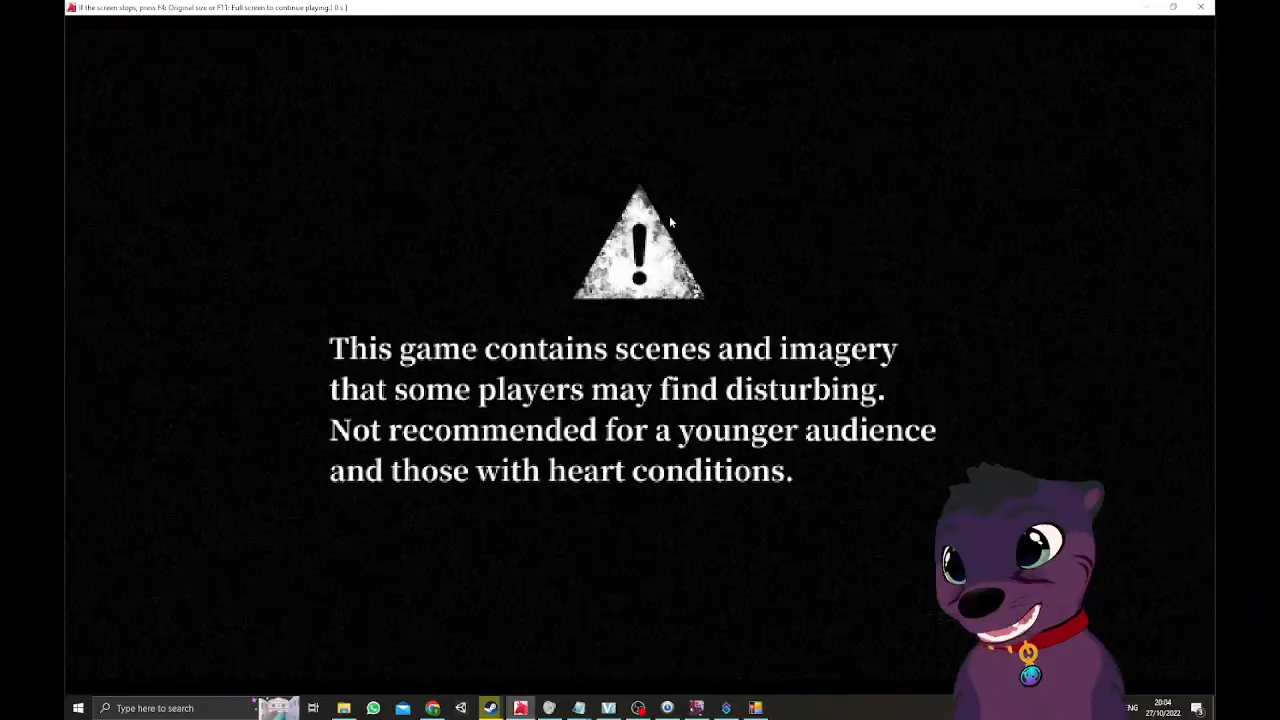 If the screen stops, press F4: Original size or F11: Full screen to continue playing.( 0 s )
This game contains scenes and imagery
that some players may find disturbing.
Not recommended for a younger audience
and those with heart conditions.
Type here to search
ENG
20:04
27/10/2022